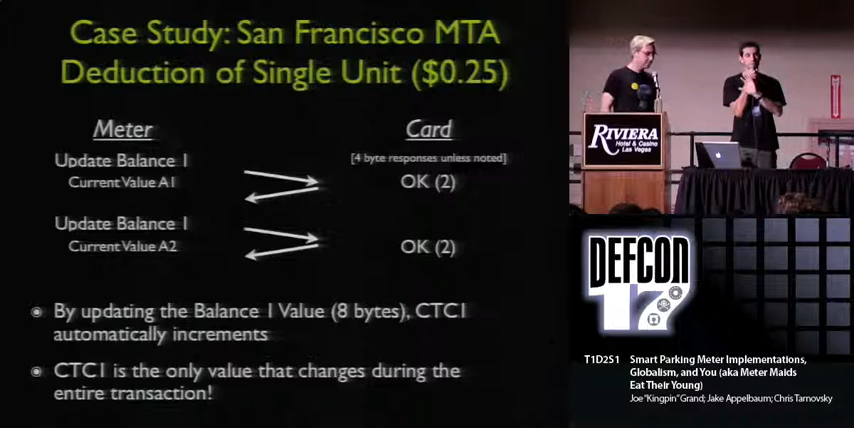 Case Study: San Francisco MTA
Deduction of Single Unit ($0.25)
Meter
Card
Update Balance 1
[4 byte responses unless noted]
Current Value A1
OK (2)
Update Balance 1
Current Value A2
OK (2)
By updating the Balance 1 Value (8 bytes), CTC1
automatically increments
CTC1 is the only value that changes during the
entire transaction!
RIVIERA
Hotel & Casino
Las Vegas
DEFCON
17
T1D2S1
Smart Parking Meter Implementations,
Globalism, and You (aka Meter Maids
Eat Their Young)
Joe "Kingpin" Grand; Jake Appelbaum; Chris Tarnovsky